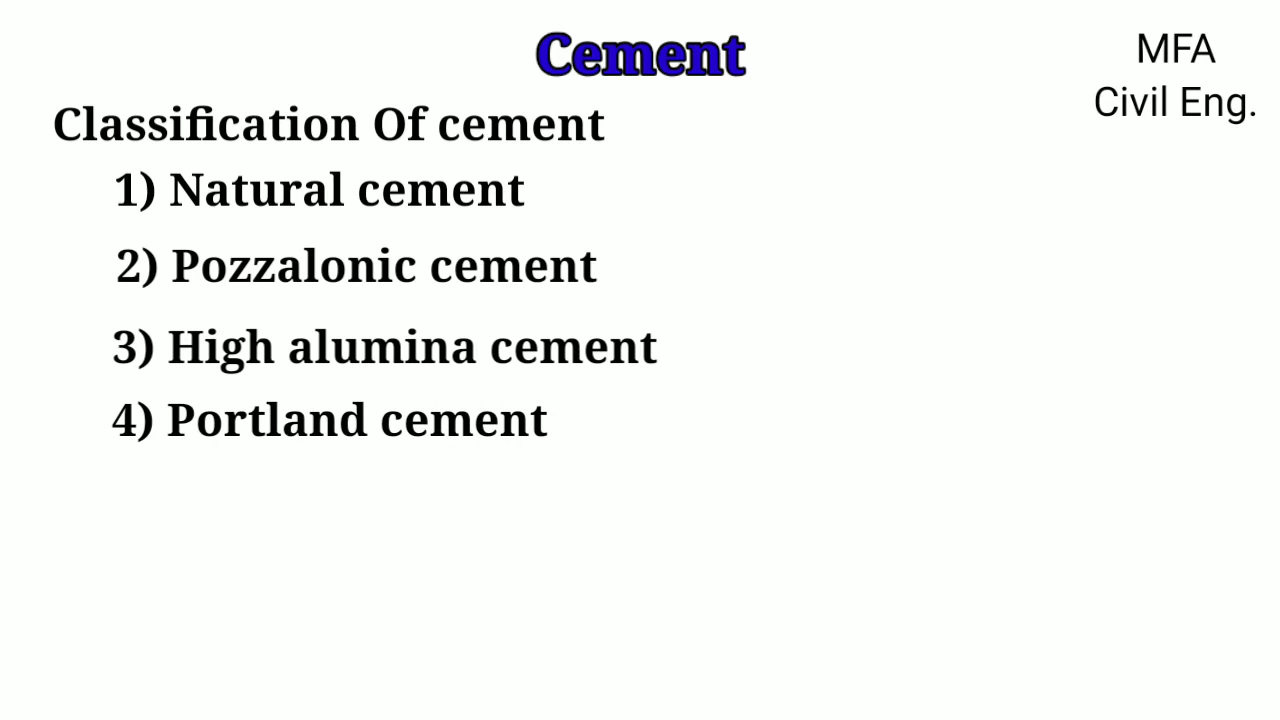 Cement
MFA
Civil Eng.
Classification Of cement
1) Natural cement
2) Pozzalonic cement
3) High alumina cement
4) Portland cement